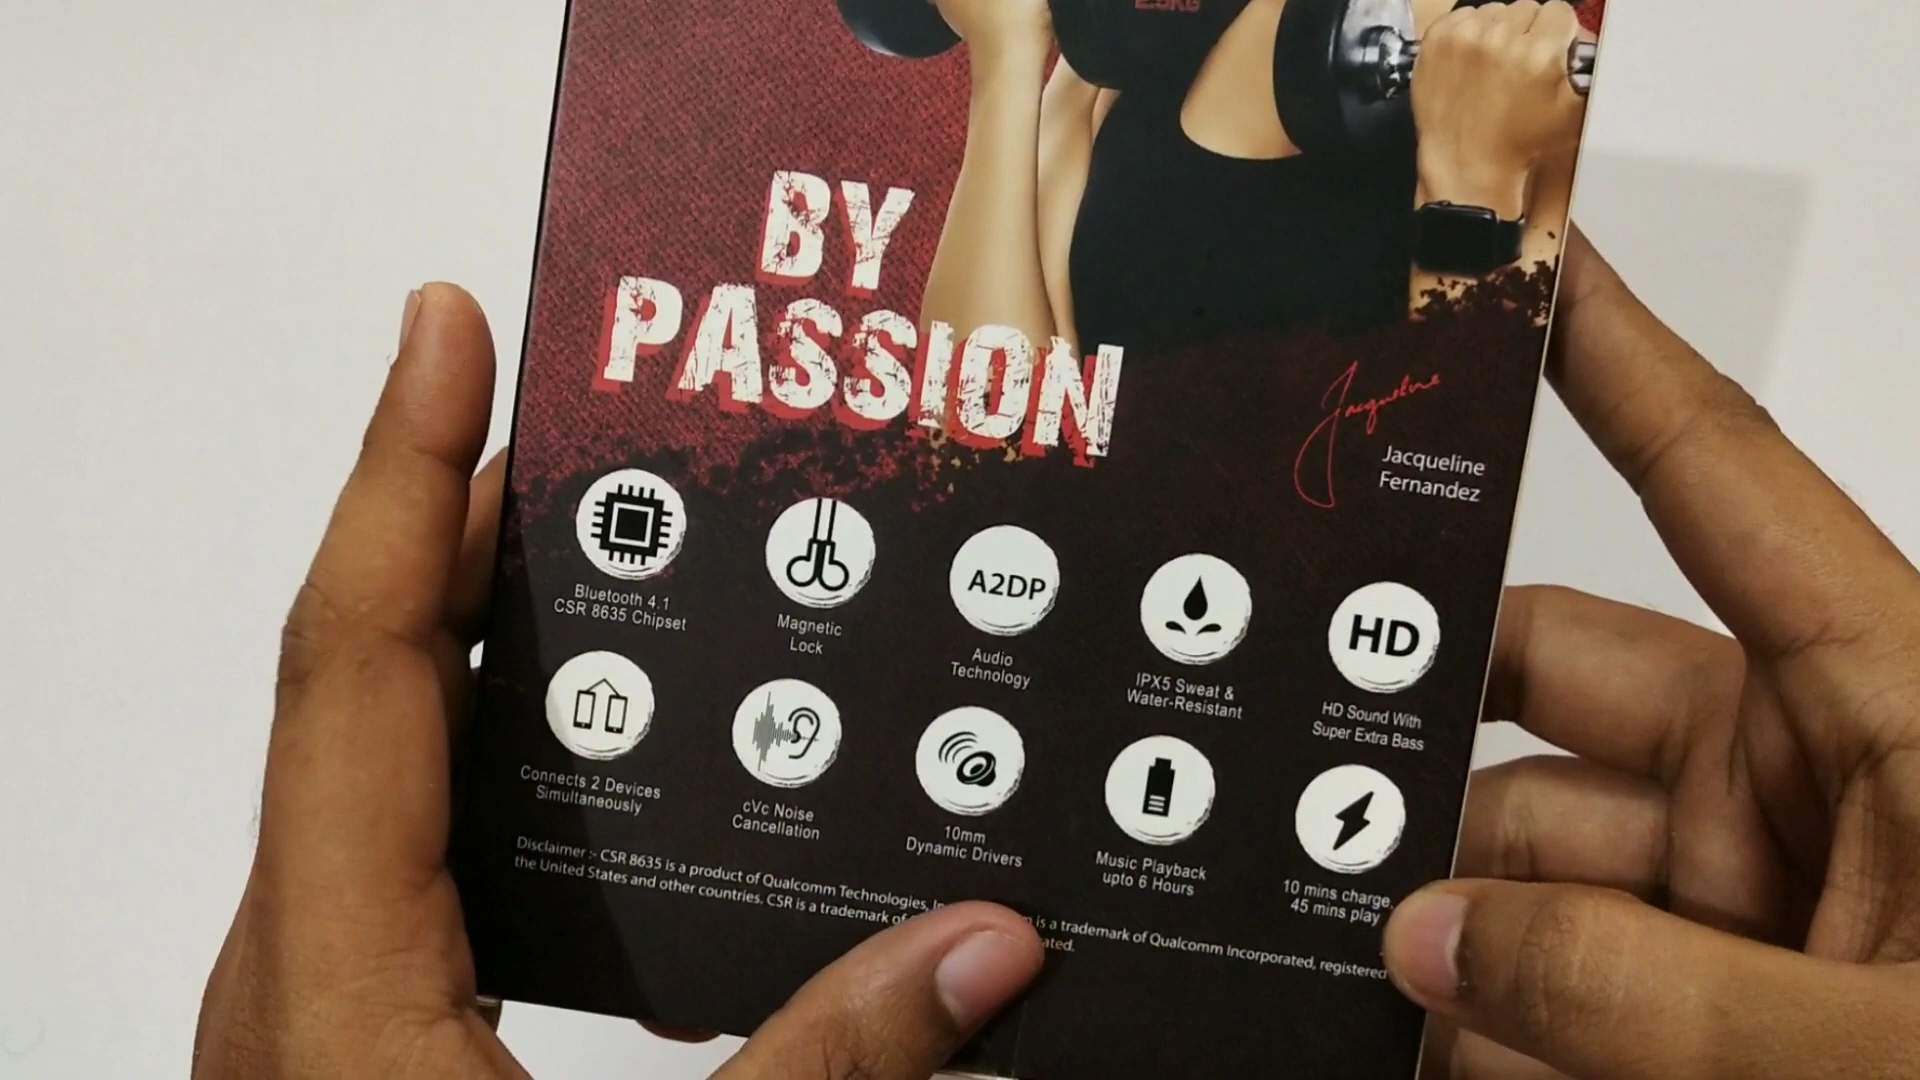 2.5KG
BY
PASSION
Jacqueline
Jacqueline
Fernandez
Bluetooth 4.1
CSR 8635 Chipset
Magnetic
Lock
A2DP
Audio
Technology
IPX5 Sweat &
Water-Resistant
HD
HD Sound With
Super Extra Bass
Connects 2 Devices
Simultaneously
cVc Noise
Cancellation
10mm
Dynamic Drivers
Music Playback
upto 6 Hours
10 mins charge,
45 mins play
Disclaimer :- CSR 8635 is a product of Qualcomm Technologies, is a trademark of Qualcomm Incorporated, registered
the United States and other countries. CSR is a trademark of